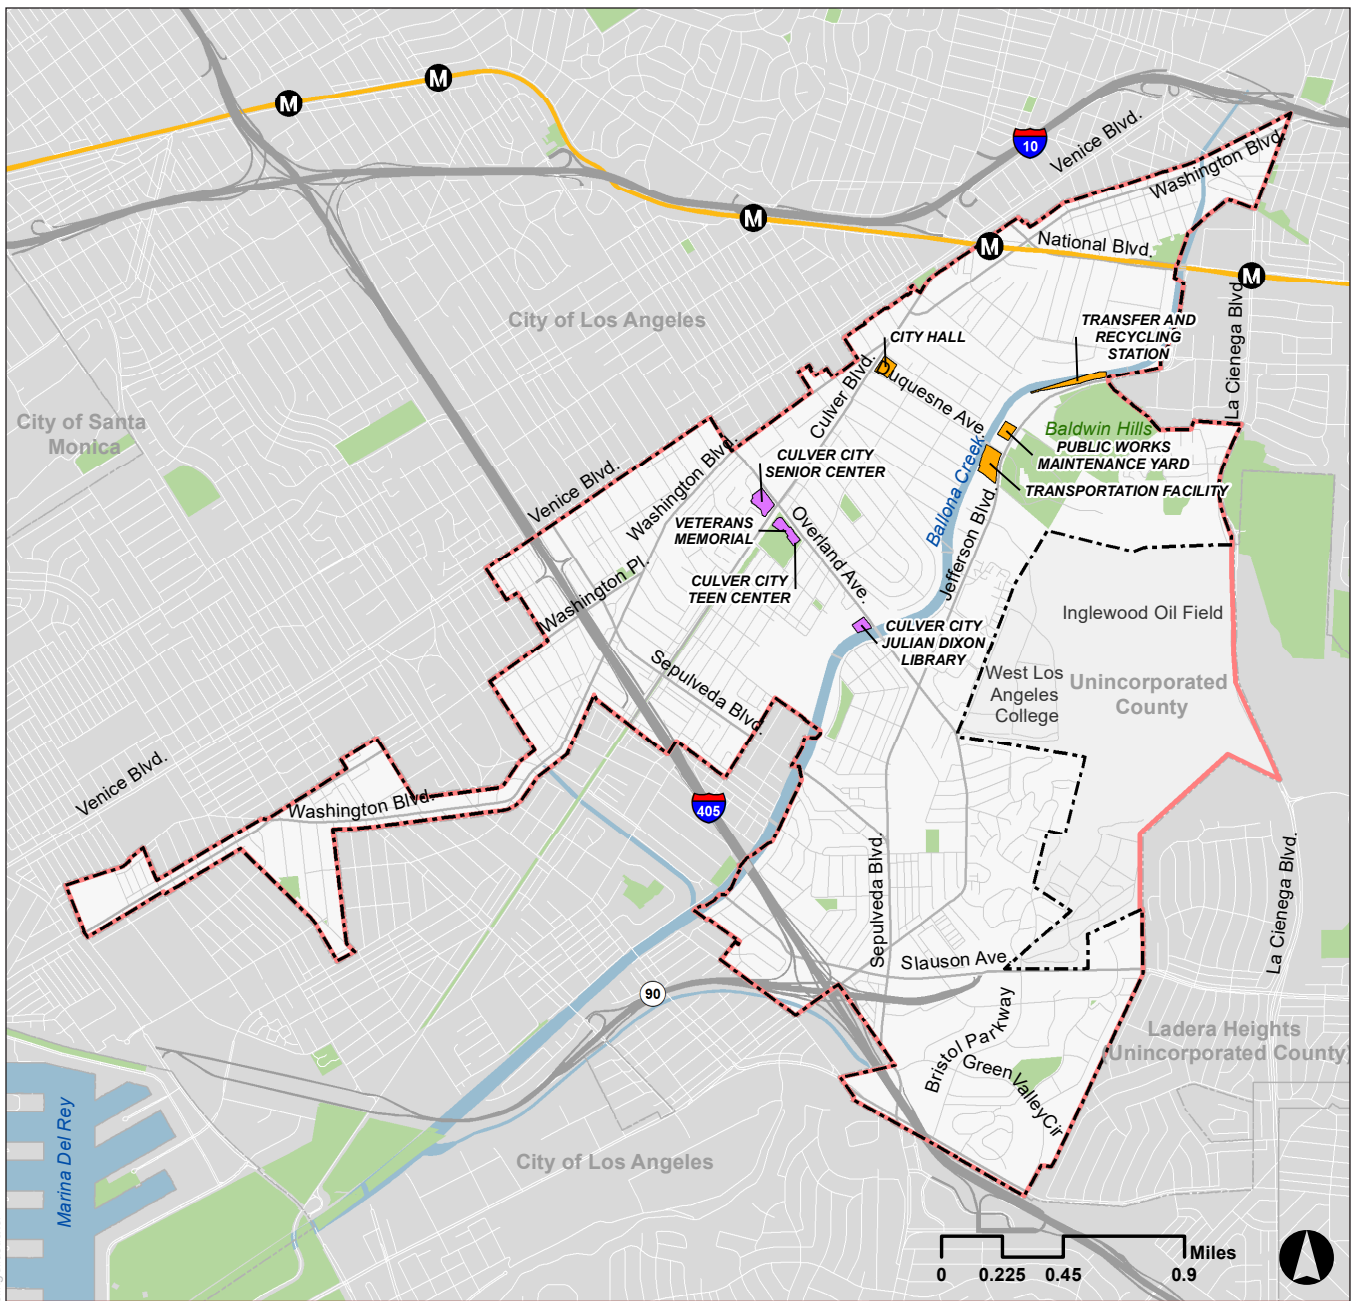 M
M
10
Venice Blvd.
Washington Blvd.
M
M
National Blvd.
M
City of Los Angeles
TRANSFER AND
RECYCLING
STATION
CITY HALL
La Cienega Blvd.
Culver Blvd.
uquesne Ave.
City of Santa
Monica
Baldwin Hills
PUBLIC WORKS
MAINTENANCE YARD
CULVER CITY
SENIOR CENTER
Washington Blvd.
Venice Blvd.
TRANSPORTATION FACILITY
Ballona Creek
Jefferson Blvd.
VETERANS
MEMORIAL
Overland Ave.
CULVER CITY
TEEN CENTER
Washington Pl.
Inglewood Oil Field
CULVER CITY
JULIAN DIXON
LIBRARY
Sepulveda Blvd.
West Los
Angeles
College
Unincorporated
County
Venice Blvd.
Washington Blvd.
405
Sepulveda Blvd.
La Cienega Blvd.
Slauson Ave.
90
Bristol Parkway
Ladera Heights
(Unincorporated County)
Green Valley Cir
Marina Del Rey
City of Los Angeles
Miles
0 0.225 0.45 0.9